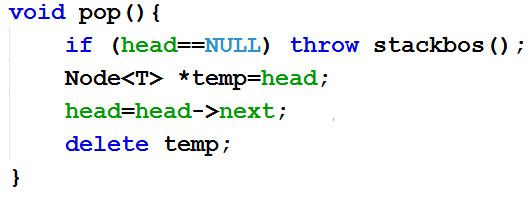 void pop(){
    if (head==NULL) throw stackbos();
    Node<T> *temp=head;
    head=head->next;
    delete temp;
}